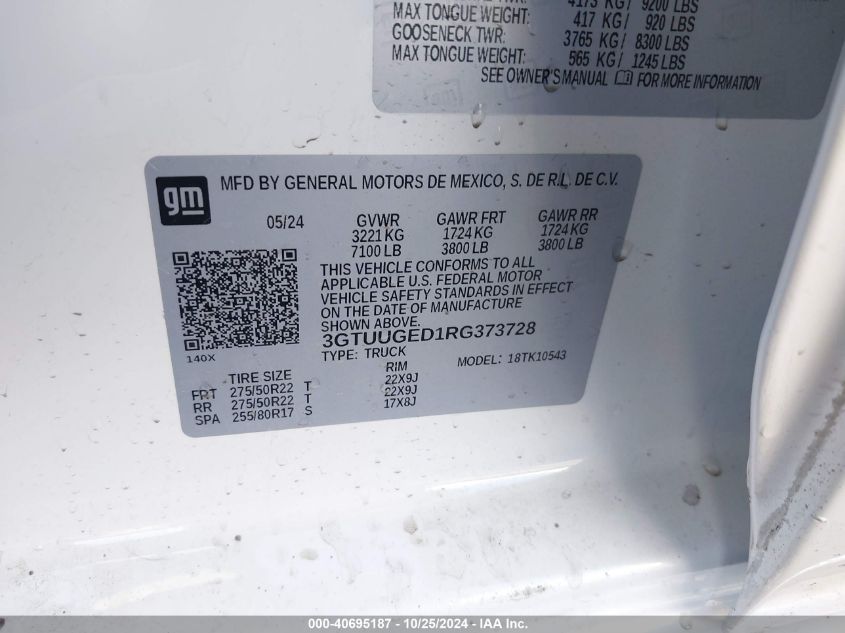 4173 KG/ 9200 LBS
MAX TONGUE WEIGHT: 417 KG/ 920 LBS
GOOSENECK TWR: 3765 KG/ 8300 LBS
MAX TONGUE WEIGHT: 565 KG/ 1245 LBS
SEE OWNER'S MANUAL FOR MORE INFORMATION
gm
MFD BY GENERAL MOTORS DE MEXICO, S. DE R.L. DE C.V.
05/24 GVWR GAWR FRT GAWR RR
3221 KG 1724 KG 1724 KG
7100 LB 3800 LB 3800 LB
THIS VEHICLE CONFORMS TO ALL
APPLICABLE U.S. FEDERAL MOTOR
VEHICLE SAFETY STANDARDS IN EFFECT
ON THE DATE OF MANUFACTURE
SHOWN ABOVE.
3GTUUGED1RG373728
140X TYPE: TRUCK MODEL: 18TK10543
TIRE SIZE RIM
FRT 275/50R22 T 22X9J
RR 275/50R22 T 22X9J
SPA 255/80R17 S 17X8J
000-40695187 - 10/25/2024 - IAA, Inc.